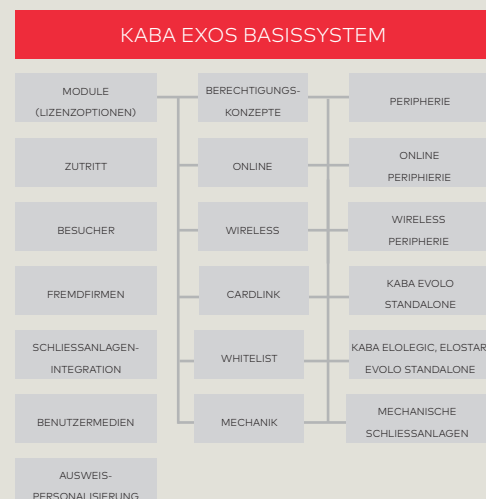 KABA EXOS BASISSYSTEM
MODULE
(LIZENZOPTIONEN)
BERECHTIGUNGS-
KONZEPTE
PERIPHERIE
ZUTRITT
ONLINE
ONLINE
PERIPHIERIE
BESUCHER
WIRELESS
WIRELESS
PERIPHERIE
FREMDFIRMEN
CARDLINK
KABA EVOLO
STANDALONE
SCHLIESSANLAGEN-
INTEGRATION
WHITELIST
KABA ELOLEGIC, ELOSTAR
EVOLO STANDALONE
BENUTZERMEDIEN
MECHANIK
MECHANISCHE
SCHLIESSANLAGEN
AUSWEIS-
PERSONALISIERUNG